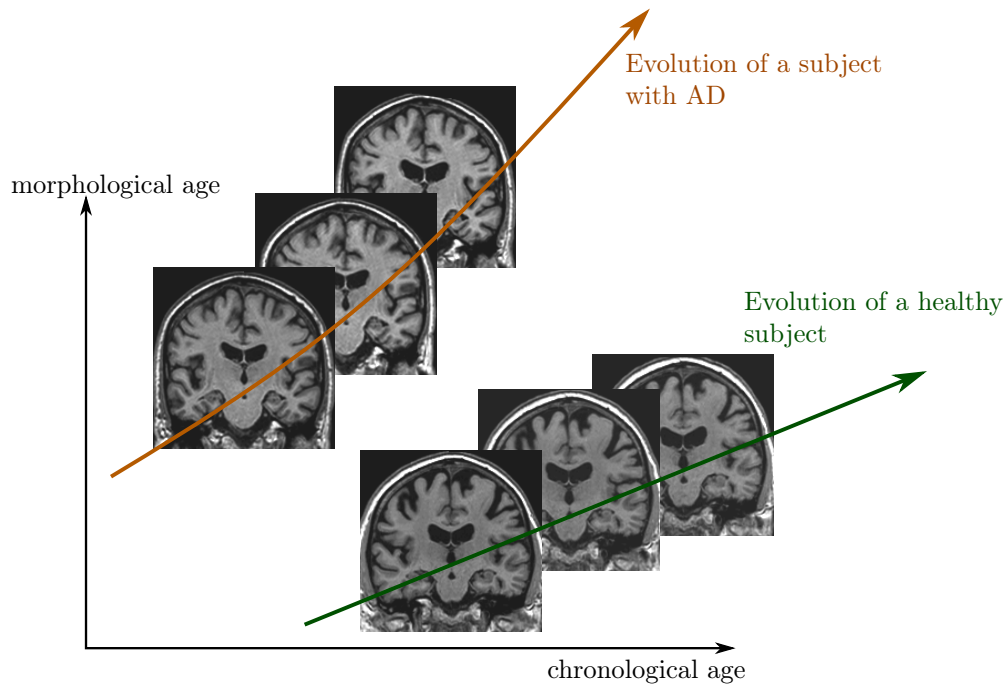 Evolution of a subject
with AD
morphological age
Evolution of a healthy
subject
chronological age